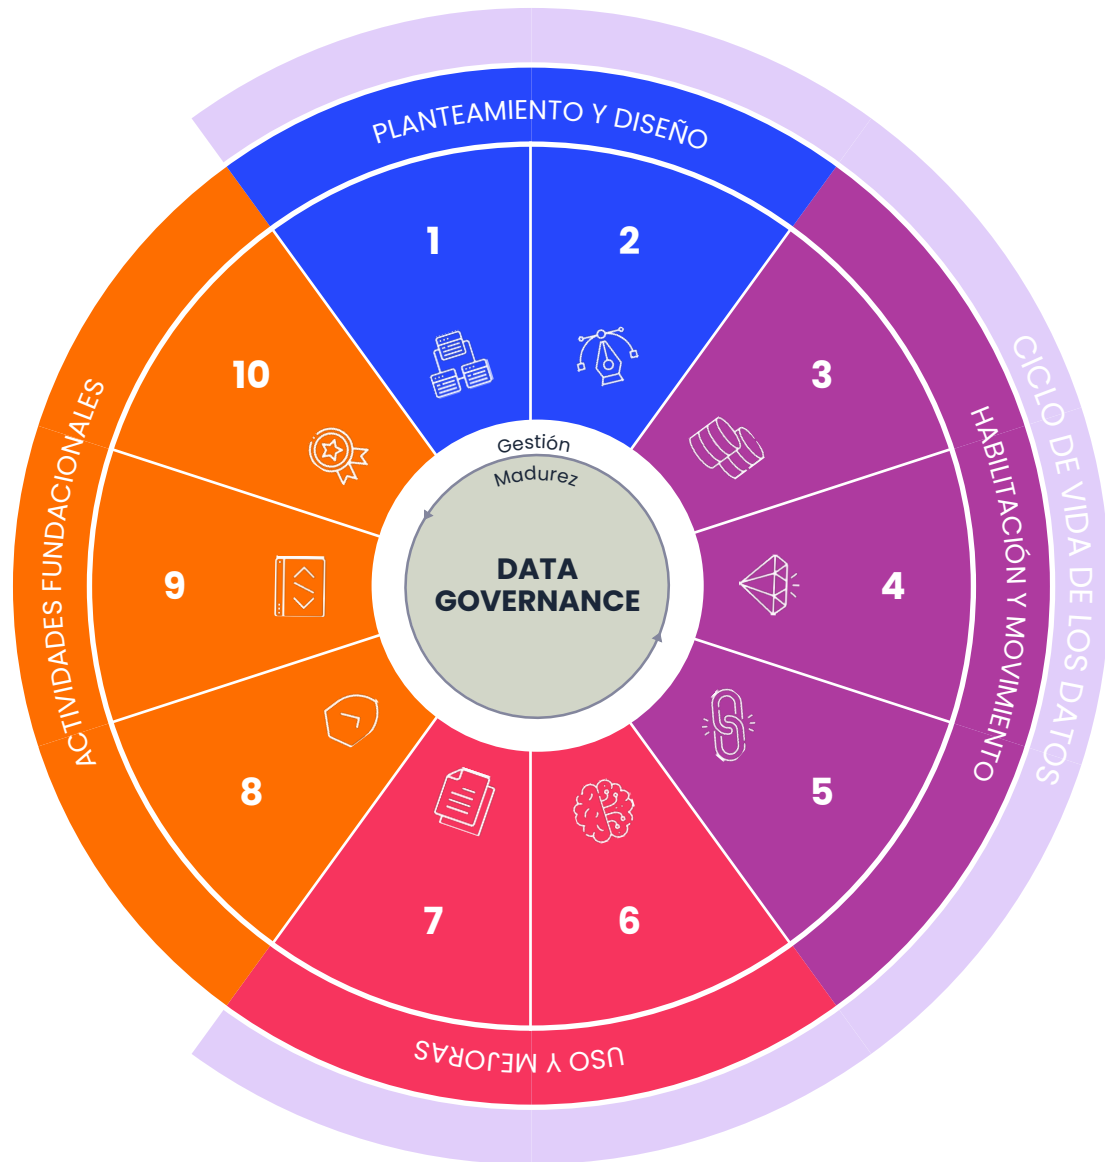 PLANTEAMIENTO Y DISEÑO
1
2
3
4
5
6
7
8
9
10
HABILITACIÓN Y MOVIMIENTO
CICLO DE VIDA DE LOS DATOS
USO Y MEJORAS
ACTIVIDADES FUNDACIONALES
Gestión
Madurez
DATA
GOVERNANCE